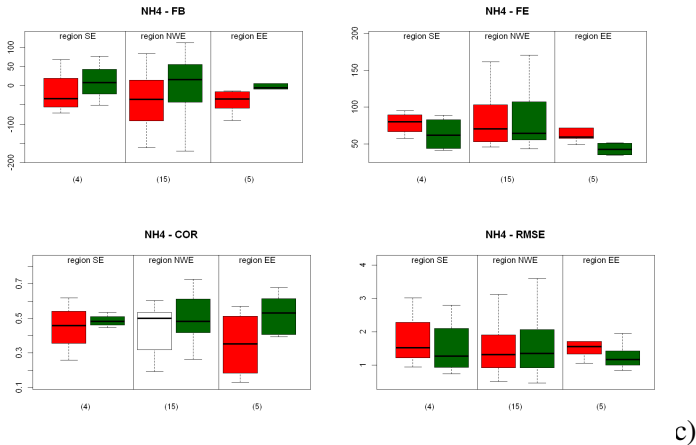 NH4 - FB
region SE region NWE region EE
100
50
0
-100
-200
(4) (15) (5)
NH4 - FE
region SE region NWE region EE
200
150
100
50
(4) (15) (5)
NH4 - COR
region SE region NWE region EE
0.7
0.5
0.3
0.1
(4) (15) (5)
NH4 - RMSE
region SE region NWE region EE
4
3
2
1
(4) (15) (5)
c)